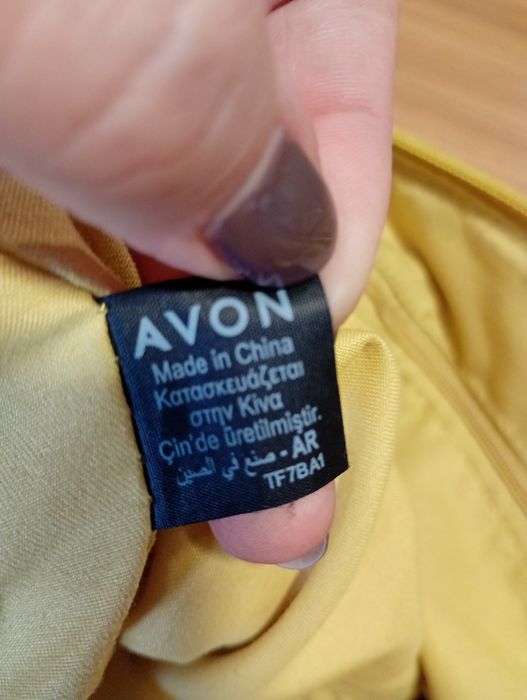 AVON
Made in China
Κατασκευάζεται
στην Κίνα
Çin'de üretilmiştir.
صنع في الصين - AR
TF7BA1